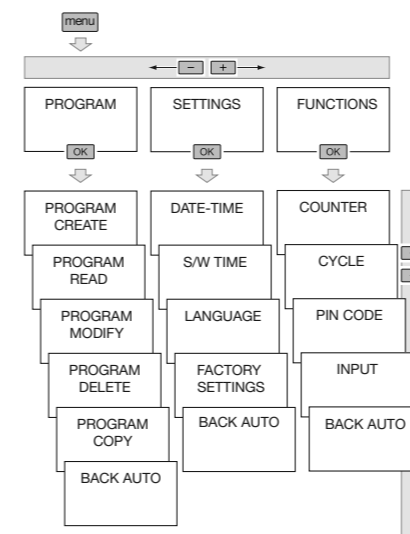 menu
− +
PROGRAM
SETTINGS
FUNCTIONS
OK
OK
OK
PROGRAM
CREATE
PROGRAM
READ
PROGRAM
MODIFY
PROGRAM
DELETE
PROGRAM
COPY
BACK AUTO
DATE-TIME
S/W TIME
LANGUAGE
FACTORY
SETTINGS
BACK AUTO
COUNTER
CYCLE
PIN CODE
INPUT
BACK AUTO